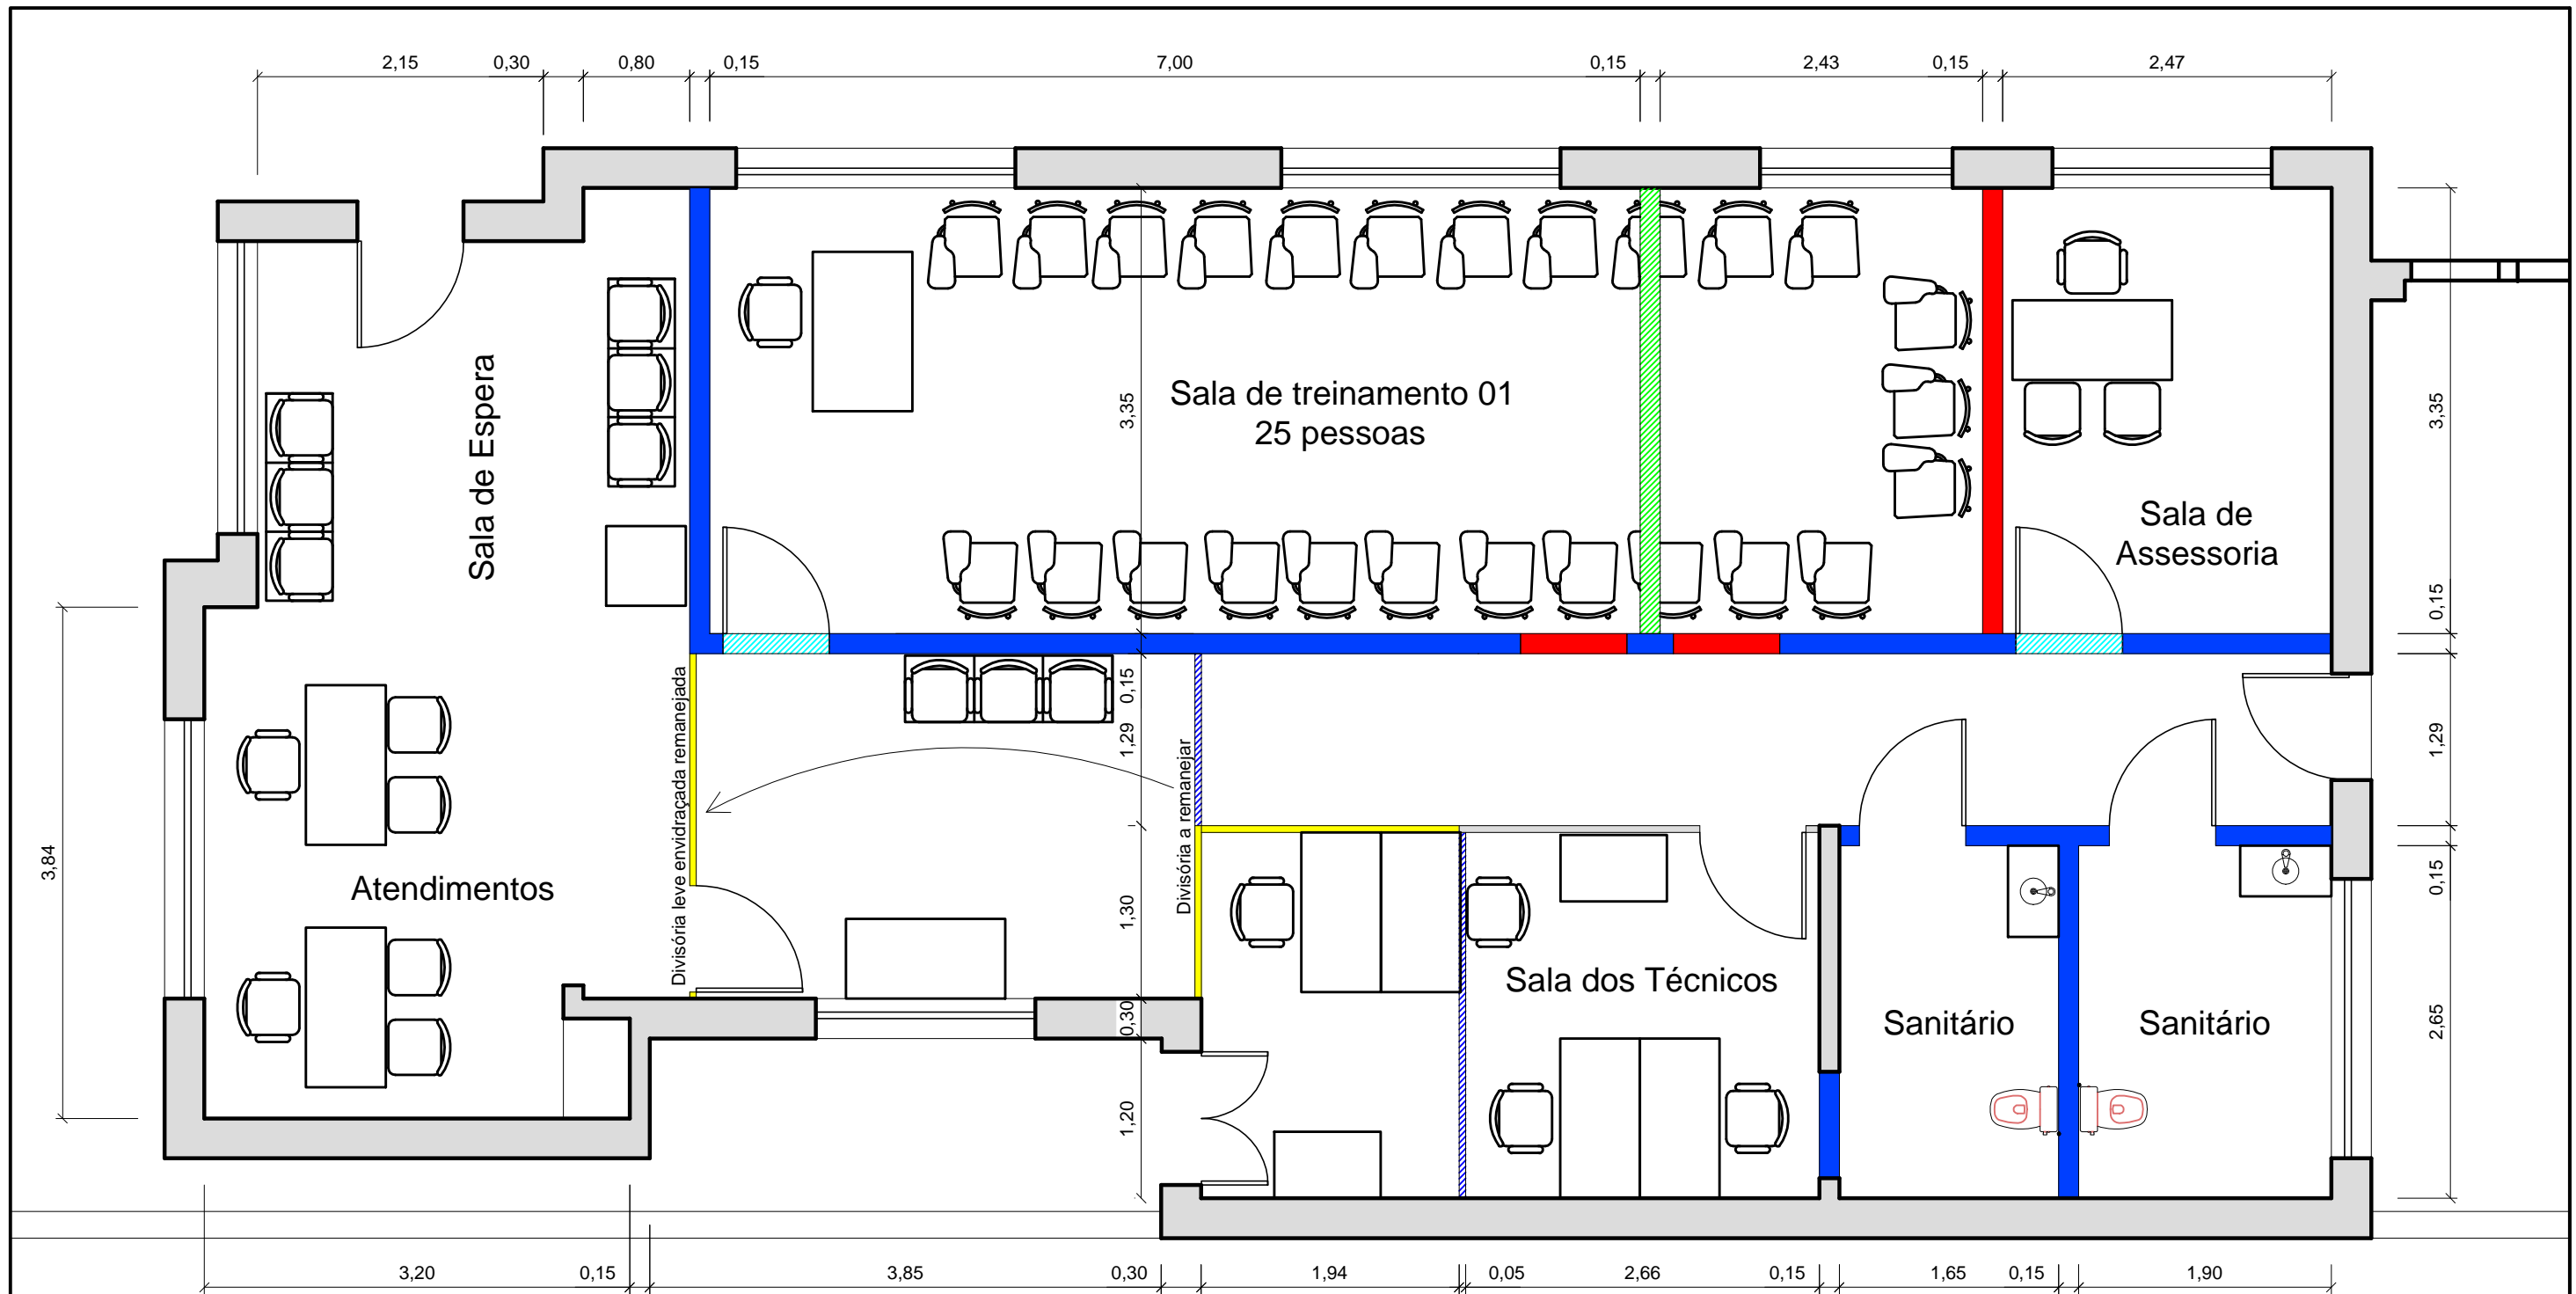 2,15
0,30
0,80
0,15
7,00
0,15
2,43
0,15
2,47
Sala de Espera
3,35
Sala de treinamento 01
25 pessoas
Sala de
Assessoria
3,35
0,15
1,29
0,15
2,65
Divisória leve envidraçada remanejada
0,15
1,29
Divisória a remanejar
1,30
0,30
1,20
3,84
Atendimentos
Sala dos Técnicos
Sanitário
Sanitário
3,20
0,15
3,85
0,30
1,94
0,05
2,66
0,15
1,65
0,15
1,90